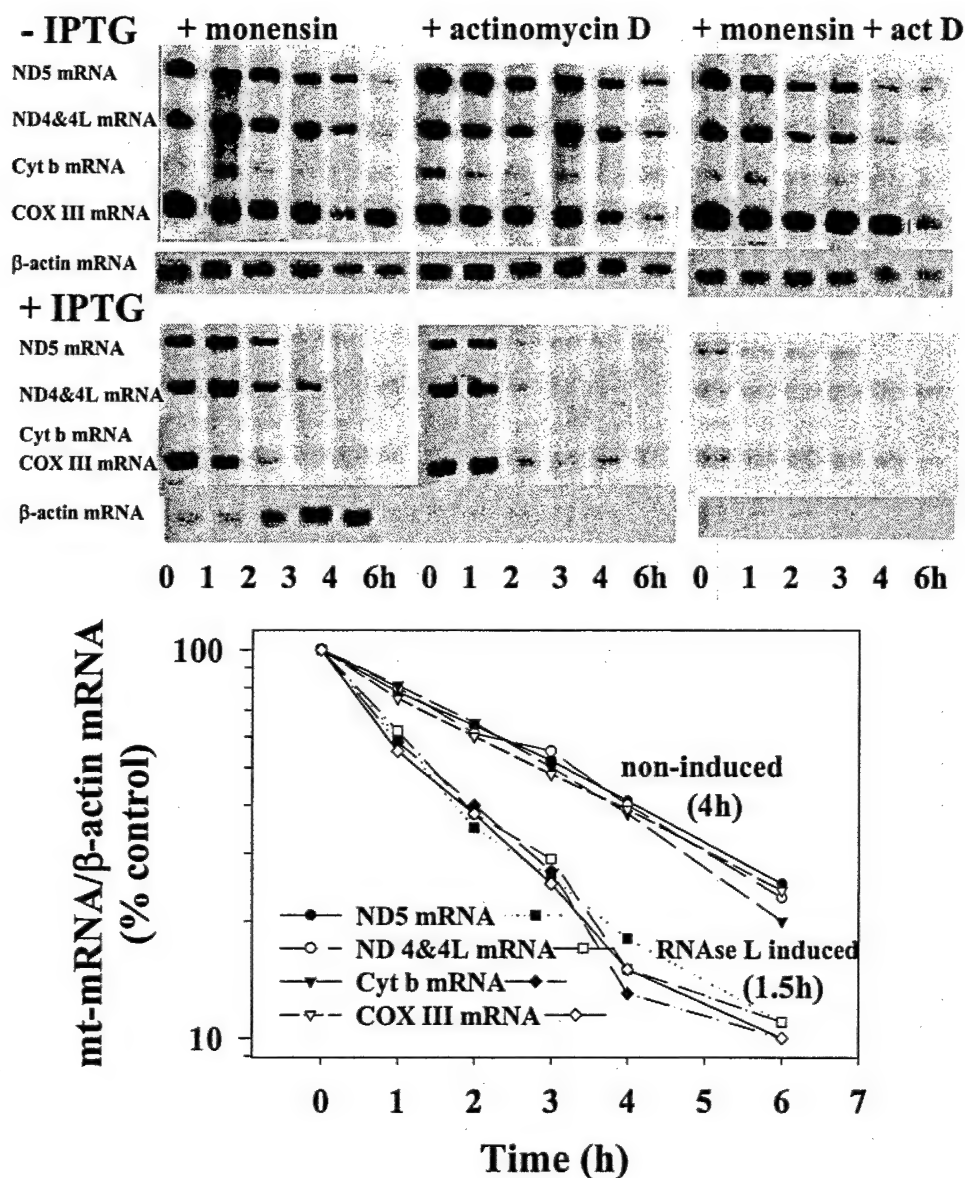 - IPTG + monensin + actinomycin D + monensin + act D
ND5 mRNA
ND4&4L mRNA
Cyt b mRNA
COX III mRNA
β-actin mRNA
+ IPTG
ND5 mRNA
ND4&4L mRNA
Cyt b mRNA
COX III mRNA
β-actin mRNA
0 1 2 3 4 6h 0 1 2 3 4 6h 0 1 2 3 4 6h
mt-mRNA/β-actin mRNA
(% control)
100
10
non-induced
(4h)
ND5 mRNA
ND 4&4L mRNA
Cyt b mRNA
COX III mRNA
RNAse L induced
(1.5h)
0 1 2 3 4 5 6 7
Time (h)